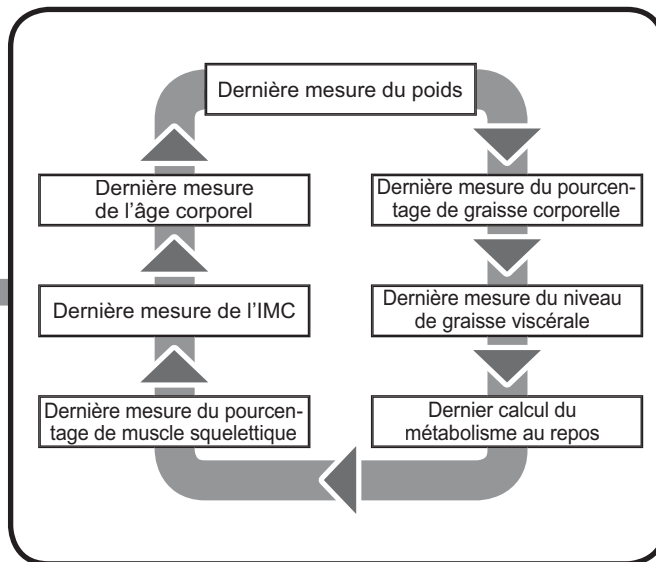 Dernière mesure du poids
Dernière mesure
de l'âge corporel
Dernière mesure du pourcen-
tage de graisse corporelle
Dernière mesure de l'IMC
Dernière mesure du niveau
de graisse viscérale
Dernière mesure du pourcen-
tage de muscle squelettique
Dernier calcul du
métabolisme au repos